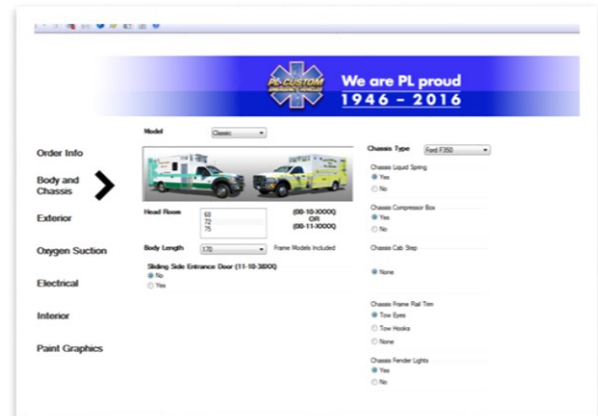 PL CUSTOM
EMERGENCY VEHICLES
We are PL proud
1946 - 2016
Model
Classic
Order Info
Body and
Chassis
Exterior
Oxygen Suction
Electrical
Interior
Paint Graphics
Head Room
68
72
75
(00-10-XXXX)
OR
(00-11-XXXX)
Body Length
170
Frame Models Included
Sliding Side Entrance Door (11-10-38XX)
No
Yes
Chassis Type
Ford F350
Chassis Liquid Spring
Yes
No
Chassis Compressor Box
Yes
No
Chassis Cab Step
None
Chassis Frame Rail Trim
Tow Eyes
Tow Hooks
None
Chassis Fender Lights
Yes
No